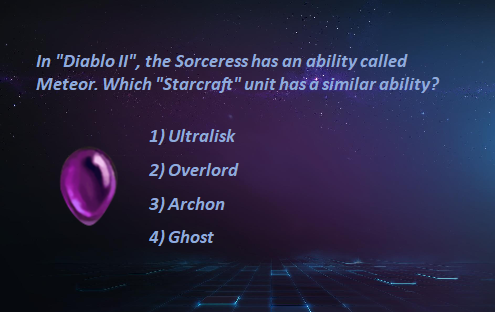 In "Diablo II", the Sorceress has an ability called
Meteor. Which "Starcraft" unit has a similar ability?
1) Ultralisk
2) Overlord
3) Archon
4) Ghost